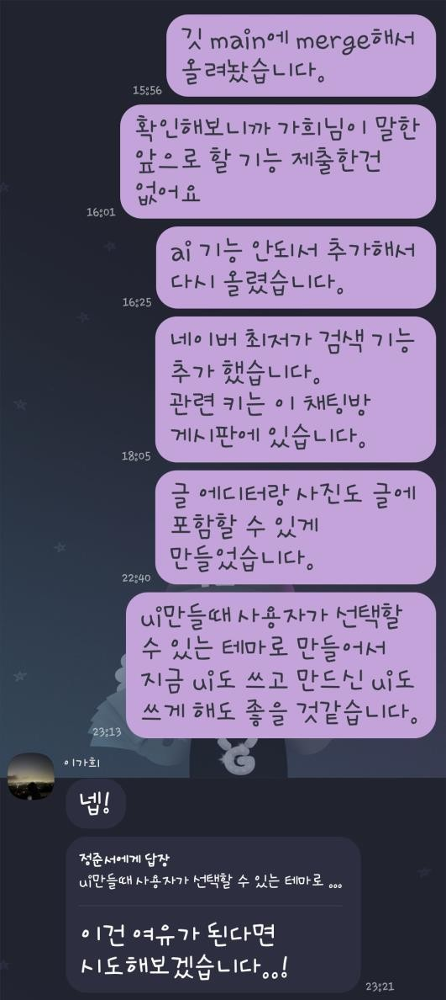 깃 main에 merge해서
올려놨습니다.
15:56
확인해보니까 가희님이 말한
앞으로 할 기능 제출한건
없어요
16:01
ai 기능 안되서 추가해서
다시 올렸습니다.
16:25
네이버 최저가 검색 기능
추가 했습니다.
관련 키는 이 채팅방
게시판에 있습니다.
18:05
글 에디터랑 사진도 글에
포함할 수 있게
만들었습니다.
22:40
ui만들때 사용자가 선택할
수 있는 테마로 만들어서
지금 ui도 쓰고 만드신 ui도
쓰게 해도 좋을 것같습니다.
23:13
G
이가희
넵!
정준서에게 답장
ui만들때 사용자가 선택할 수 있는 테마로 ...
이건 여유가 된다면
시도해보겠습니다..!
23:21